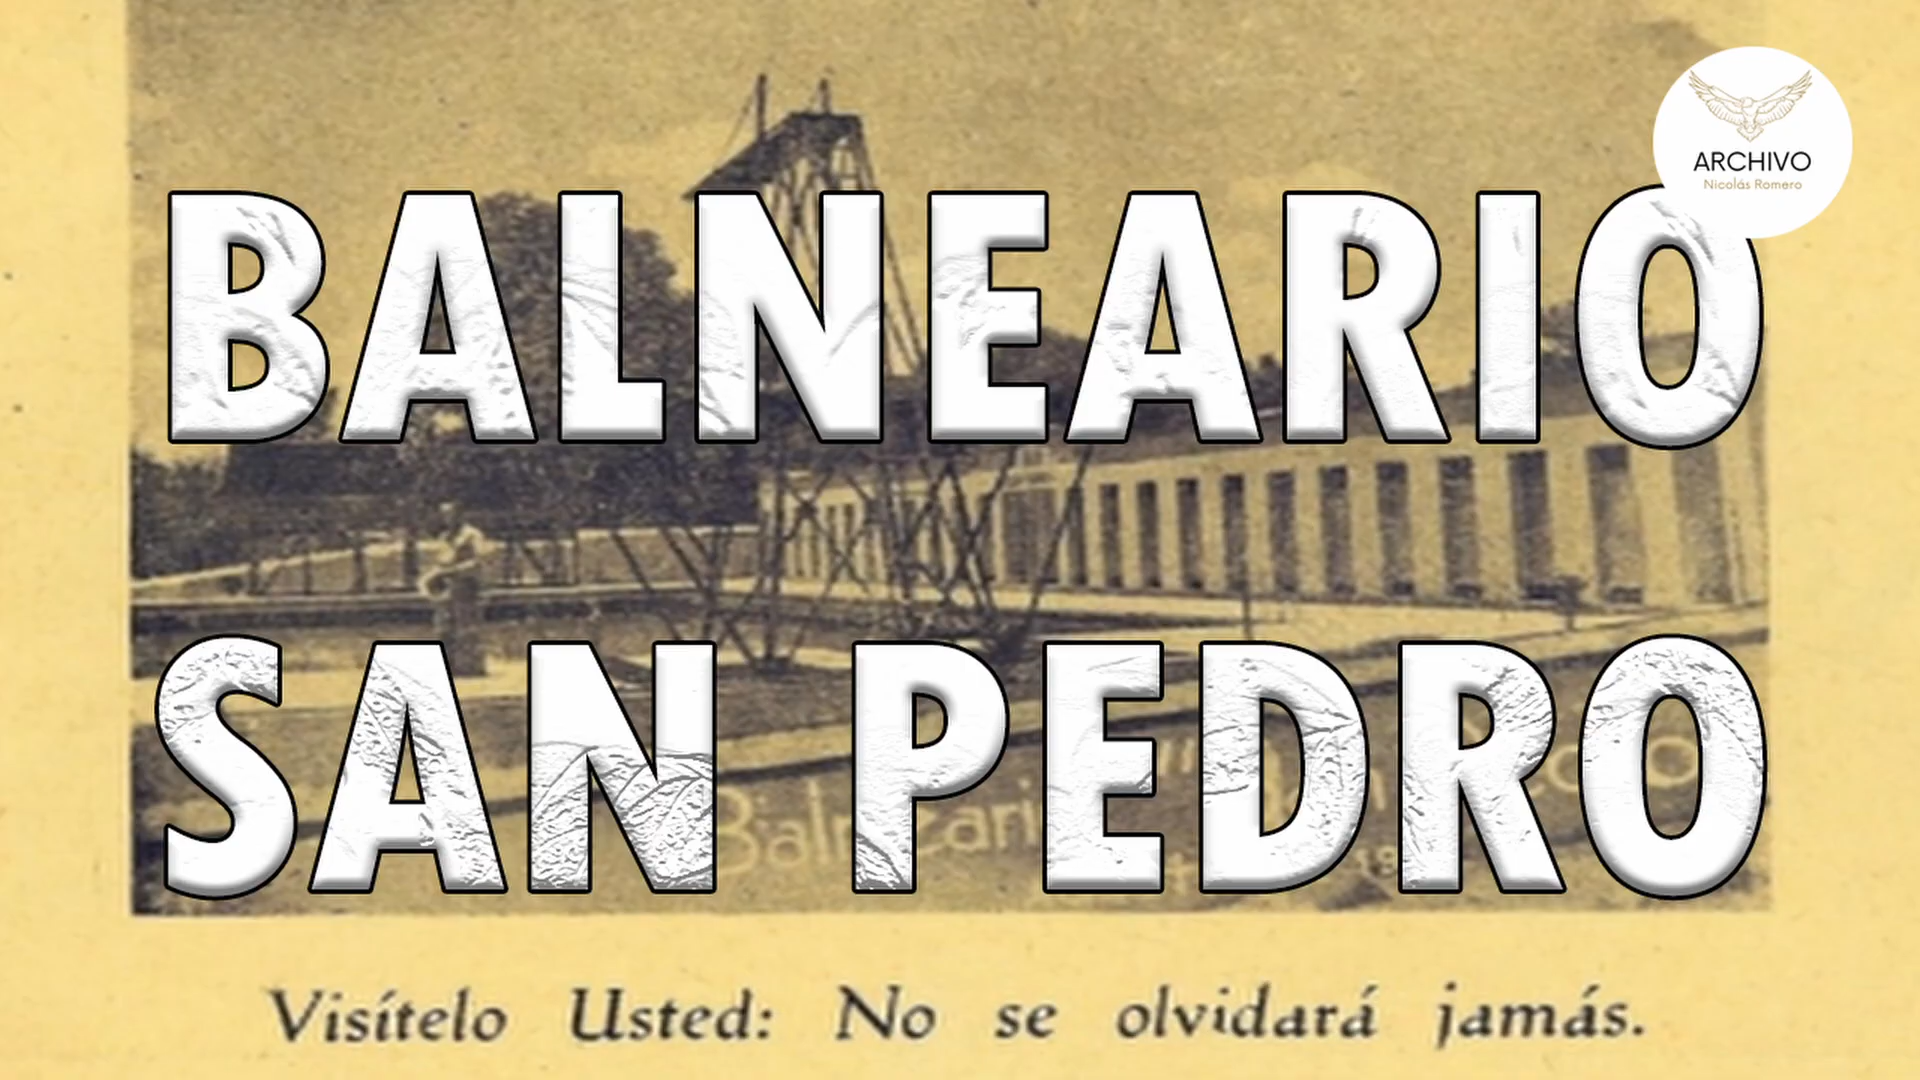 ARCHIVO
Nicolás Romero
BALNEARIO
SAN PEDRO
Visítelo Usted: No se olvidará jamás.